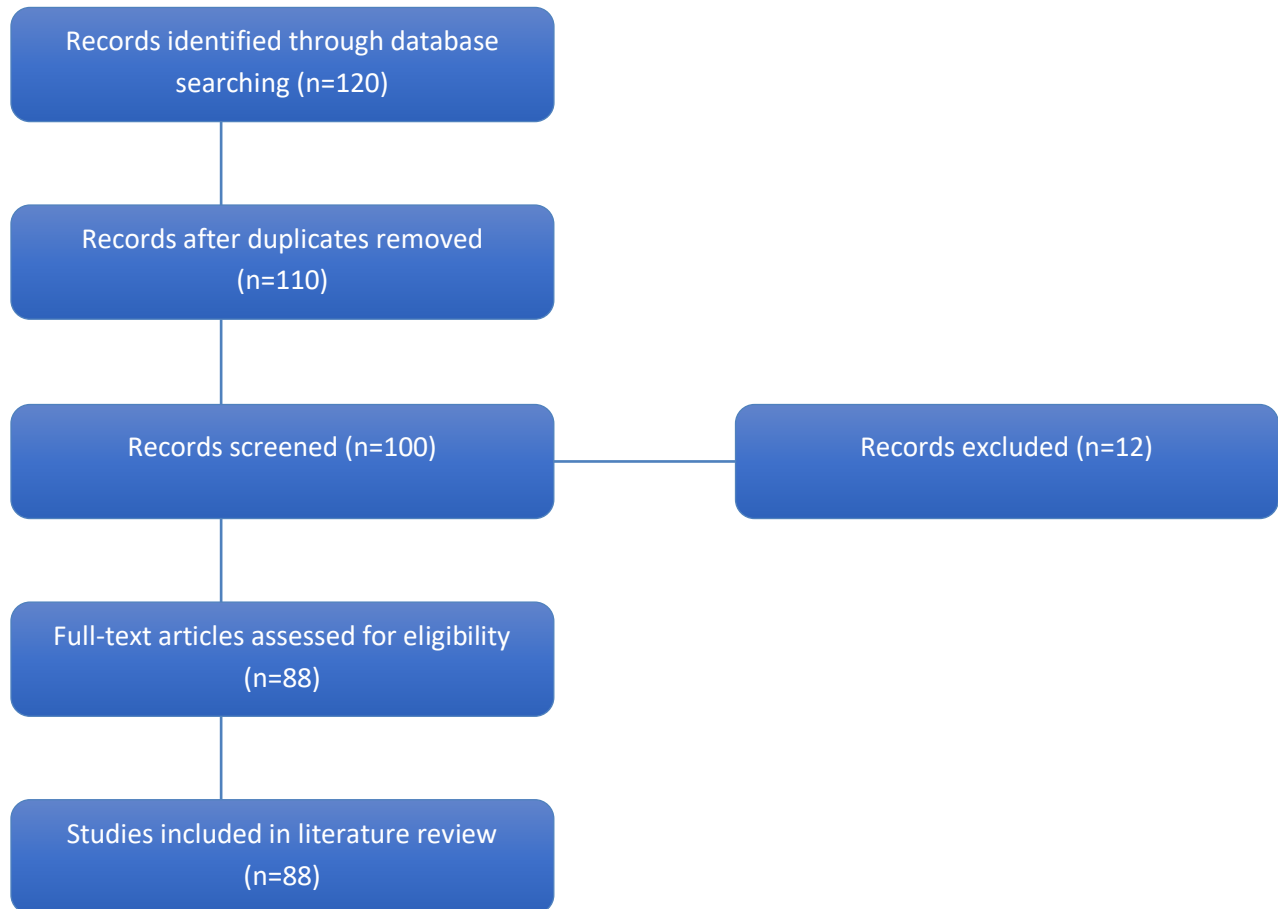 Records identified through database
searching (n=120)
Records after duplicates removed
(n=110)
Records screened (n=100)
Records excluded (n=12)
Full-text articles assessed for eligibility
(n=88)
Studies included in literature review
(n=88)